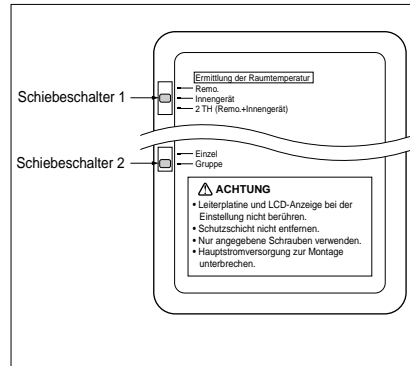 Ermittlung der Raumtemperatur
Remo.
Schiebeschalter 1
Innengerät
2 TH (Remo.+Innengerät)
Einzel
Schiebeschalter 2
Gruppe
⚠ ACHTUNG
• Leiterplatine und LCD-Anzeige bei der
Einstellung nicht berühren.
• Schutzschicht nicht entfernen.
• Nur angegebene Schrauben verwenden.
• Hauptstromversorgung zur Montage
unterbrechen.